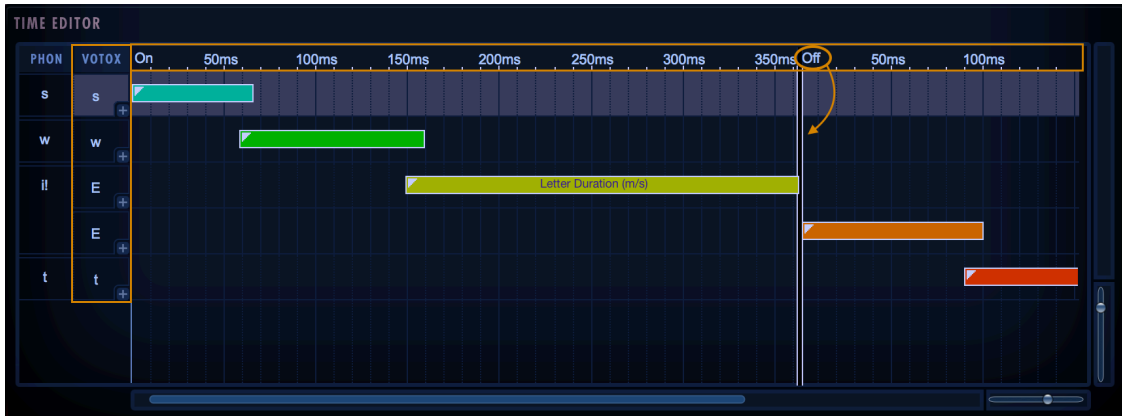 TIME EDITOR
PHON VOTOX On 50ms 100ms 150ms 200ms 250ms 300ms 350ms Off 50ms 100ms
s s +
w w +
i! E + Letter Duration (m/s)
E +
t t +